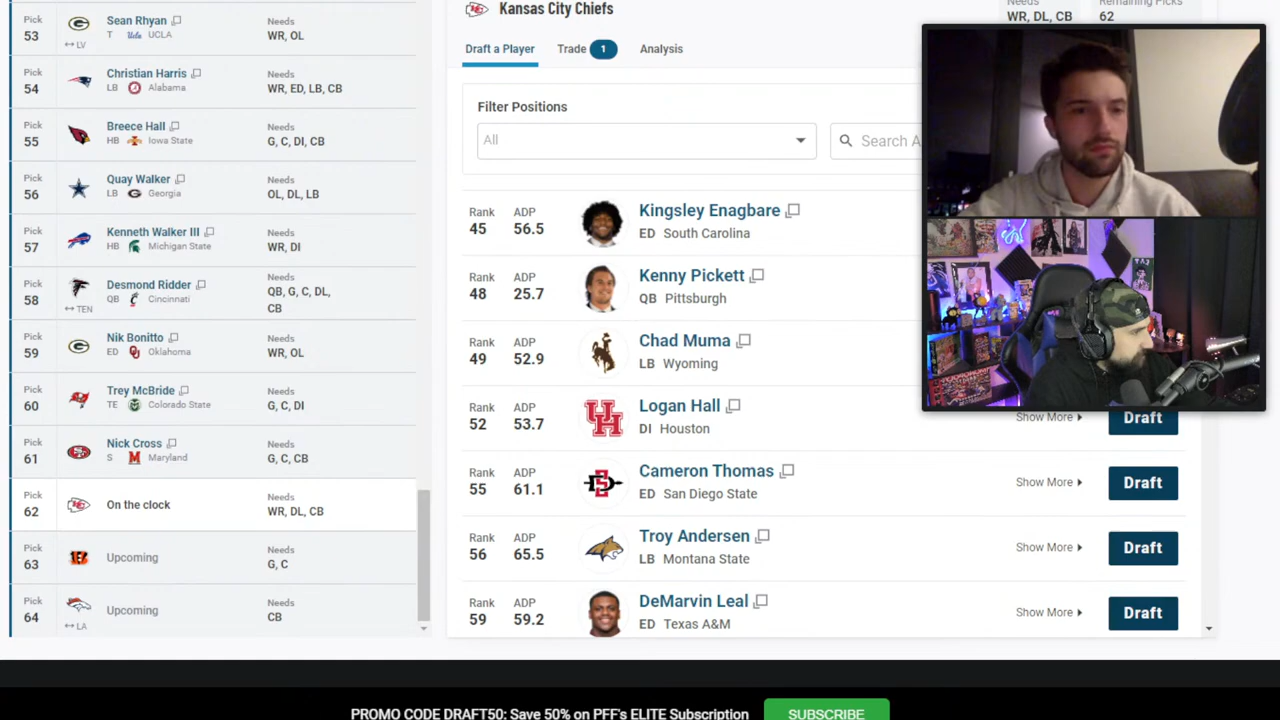 Pick
53
↔ LV
Sean Rhyan
T UCLA
Needs
WR, OL
Pick
54
Christian Harris
LB Alabama
Needs
WR, ED, LB, CB
Pick
55
Breece Hall
HB Iowa State
Needs
G, C, DI, CB
Pick
56
Quay Walker
LB Georgia
Needs
OL, DL, LB
Pick
57
Kenneth Walker III
HB Michigan State
Needs
WR, DI
Pick
58
↔ TEN
Desmond Ridder
QB Cincinnati
Needs
QB, G, C, DL,
CB
Pick
59
Nik Bonitto
ED Oklahoma
Needs
WR, OL
Pick
60
Trey McBride
TE Colorado State
Needs
G, C, DI
Pick
61
Nick Cross
S Maryland
Needs
G, C, CB
Pick
62
On the clock
Needs
WR, DL, CB
Pick
63
Upcoming
Needs
G, C
Pick
64
↔ LA
Upcoming
Needs
CB
Kansas City Chiefs
Needs
WR, DL, CB
Remaining Picks
62
Draft a Player Trade 1 Analysis
Filter Positions
All
Search A
Rank
45
ADP
56.5
Kingsley Enagbare
ED South Carolina
Rank
48
ADP
25.7
Kenny Pickett
QB Pittsburgh
Rank
49
ADP
52.9
Chad Muma
LB Wyoming
Rank
52
ADP
53.7
Logan Hall
DI Houston
Show More
Draft
Rank
55
ADP
61.1
Cameron Thomas
ED San Diego State
Show More
Draft
Rank
56
ADP
65.5
Troy Andersen
LB Montana State
Show More
Draft
Rank
59
ADP
59.2
DeMarvin Leal
ED Texas A&M
Show More
Draft
PROMO CODE DRAFT50: Save 50% on PFF's ELITE Subscription
SUBSCRIBE